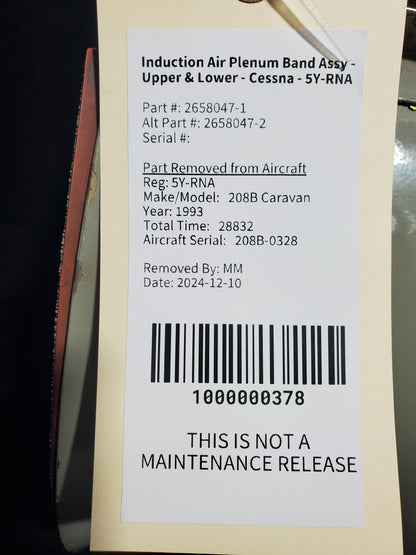 Induction Air Plenum Band Assy -
Upper & Lower - Cessna - 5Y-RNA
Part #: 2658047-1
Alt Part #: 2658047-2
Serial #:
Part Removed from Aircraft
Reg: 5Y-RNA
Make/Model: 208B Caravan
Year: 1993
Total Time: 28832
Aircraft Serial: 208B-0328
Removed By: MM
Date: 2024-12-10
1000000378
THIS IS NOT A
MAINTENANCE RELEASE